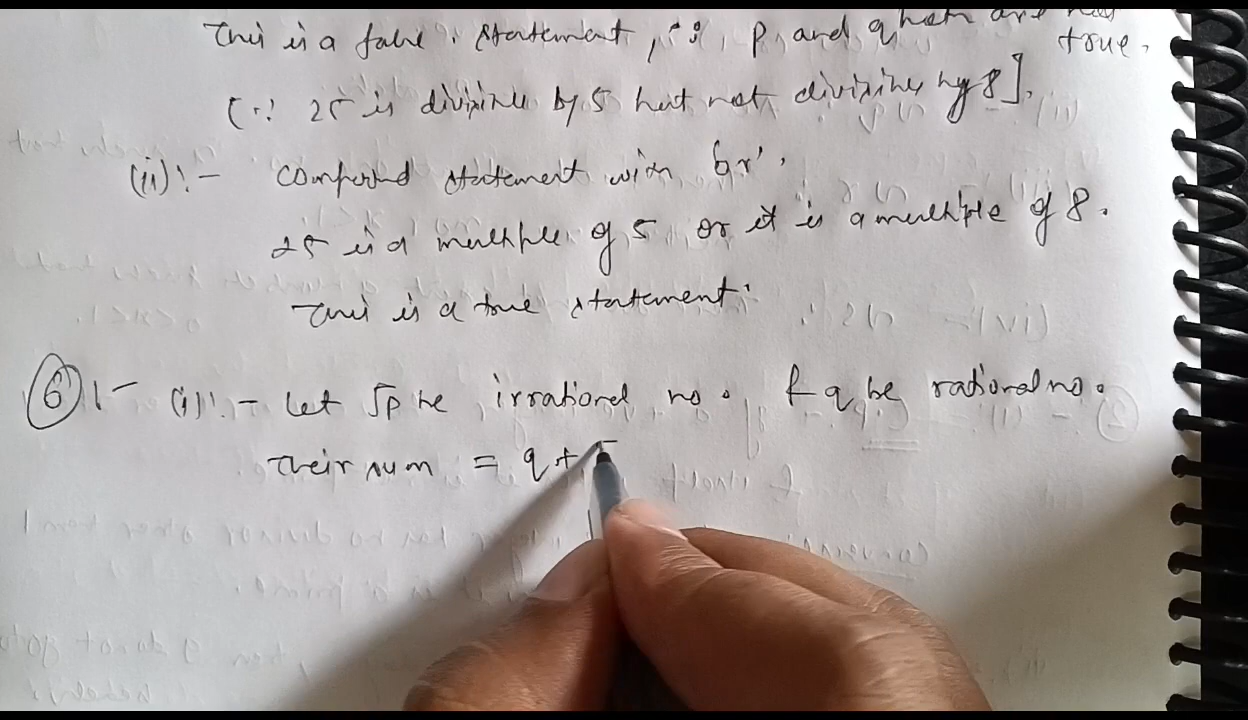 This is a false statement, ∵ p and q both are not true.
[∵ 25 is divisible by 5 but not divisible by 8].
(ii) :- Compound statement with 'or'.
25 is a multiple of 5 or it is a multiple of 8.
This is a true statement.
(6) :- (i) :- Let √p be irrational no. & q be rational no.
Their sum = q +